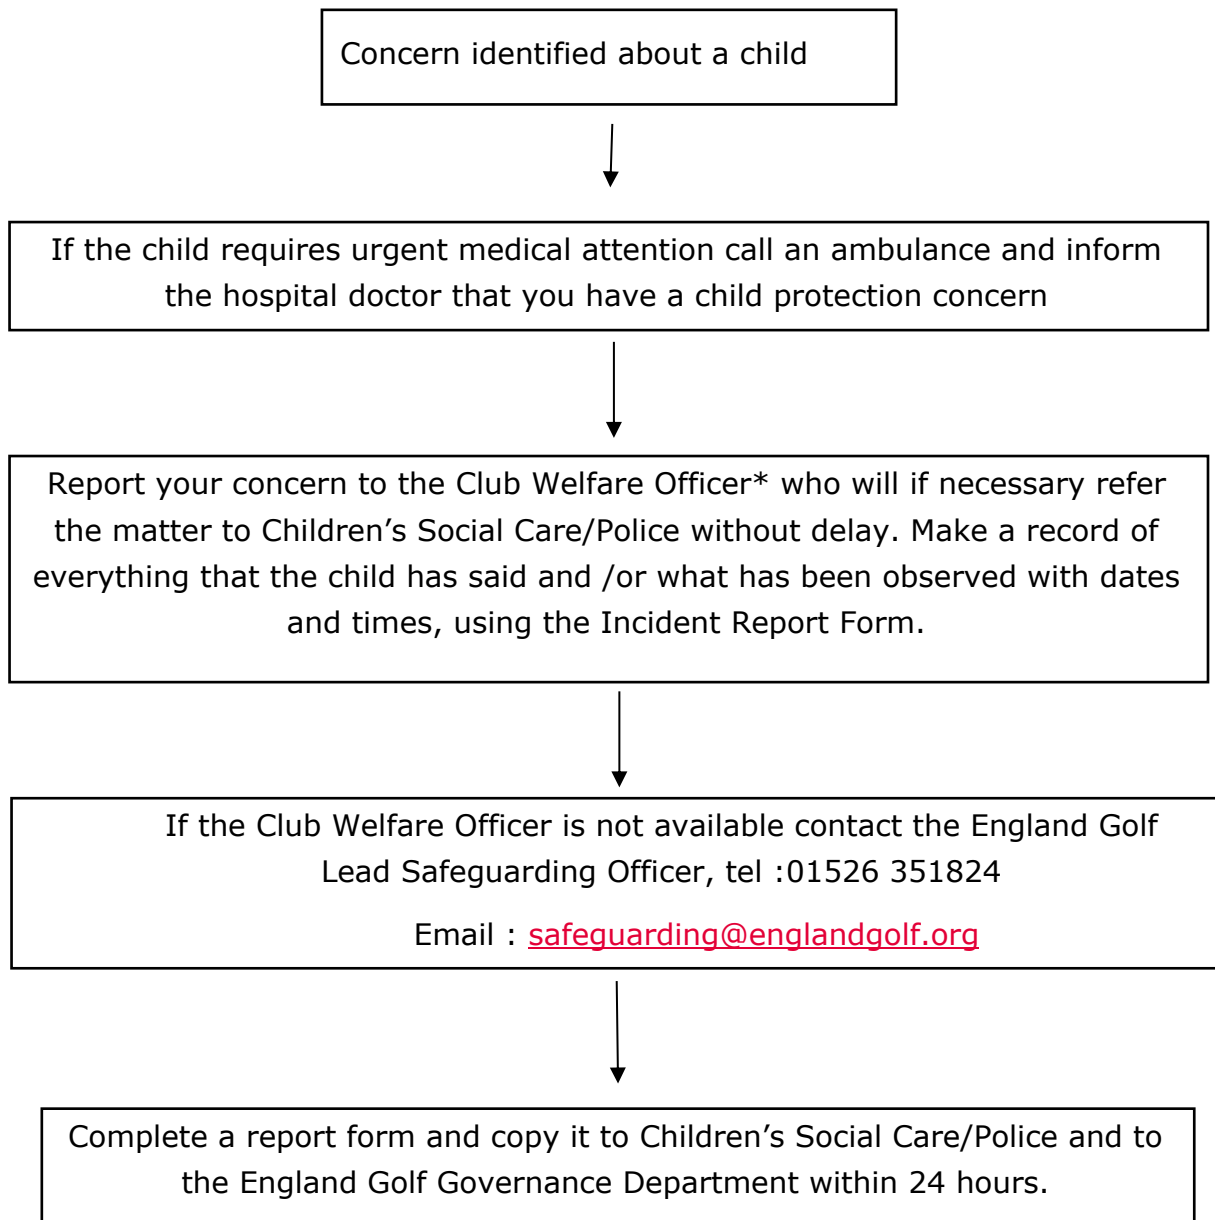 Concern identified about a child
If the child requires urgent medical attention call an ambulance and inform
the hospital doctor that you have a child protection concern
Report your concern to the Club Welfare Officer* who will if necessary refer
the matter to Children’s Social Care/Police without delay. Make a record of
everything that the child has said and /or what has been observed with dates
and times, using the Incident Report Form.
If the Club Welfare Officer is not available contact the England Golf
Lead Safeguarding Officer, tel :01526 351824
Email : safeguarding@englandgolf.org
Complete a report form and copy it to Children’s Social Care/Police and to
the England Golf Governance Department within 24 hours.